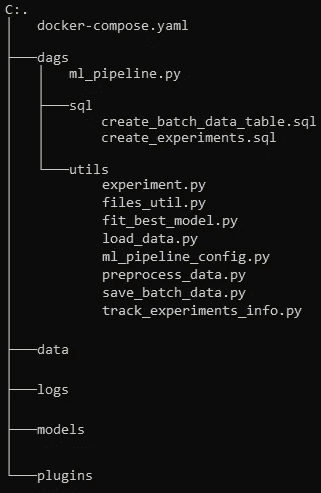 C:.
│   docker-compose.yaml
│
├───dags
│   │   ml_pipeline.py
│   │
│   ├───sql
│   │       create_batch_data_table.sql
│   │       create_experiments.sql
│   │
│   └───utils
│           experiment.py
│           files_util.py
│           fit_best_model.py
│           load_data.py
│           ml_pipeline_config.py
│           preprocess_data.py
│           save_batch_data.py
│           track_experiments_info.py
│
├───data
│
├───logs
│
├───models
│
└───plugins